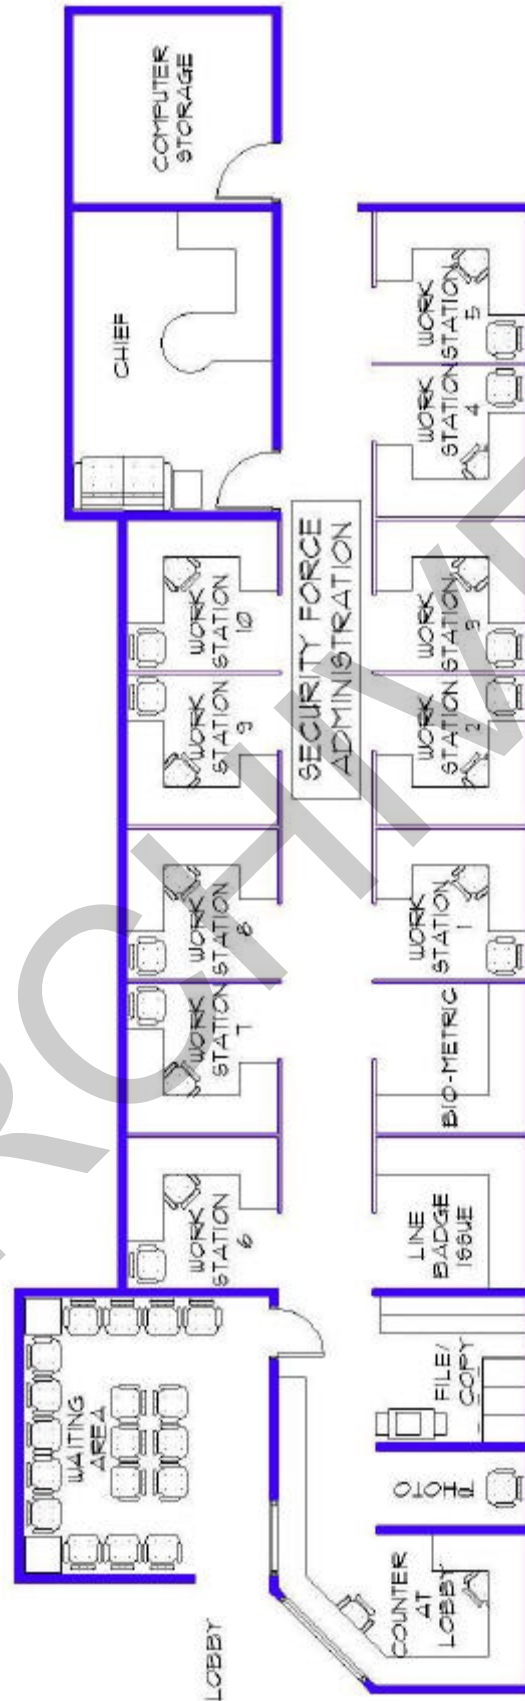 COMPUTER
STORAGE
CHIEF
WORK
STATION
5
WORK
STATION
4
SECURITY FORCE
ADMINISTRATION
WORK
STATION
10
WORK
STATION
3
WORK
STATION
9
WORK
STATION
2
WORK
STATION
8
WORK
STATION
1
WORK
STATION
7
BIO-METRIC
WORK
STATION
6
LINE
BADGE
ISSUE
WAITING
AREA
FILE/
COPY
PHOTO
COUNTER
AT
LOBBY
LOBBY